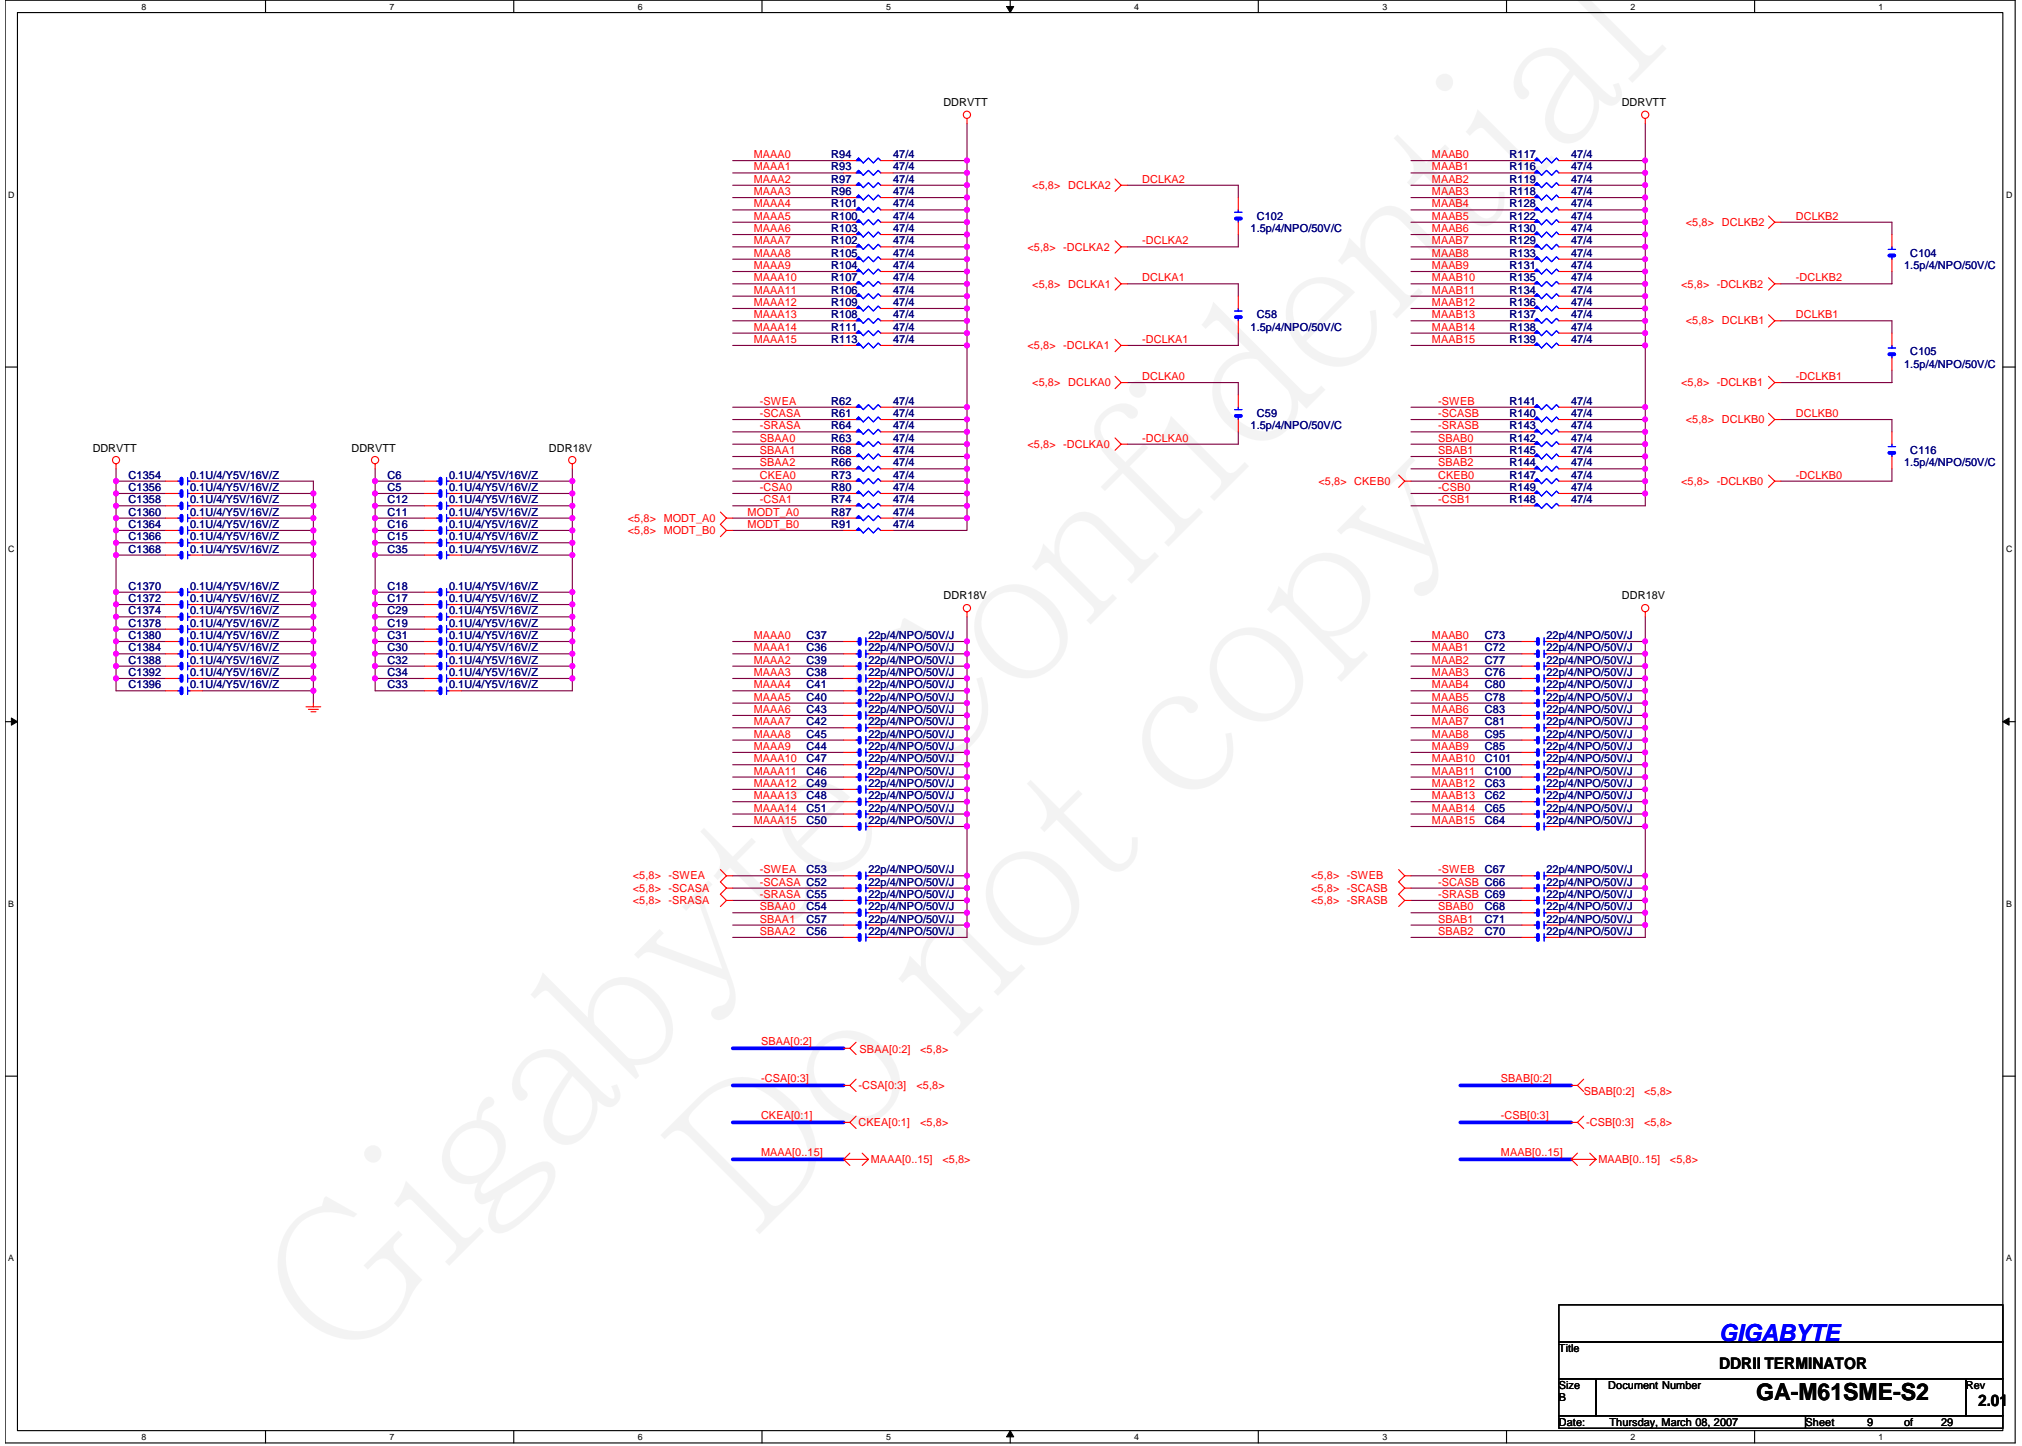 8 7 6 5 4 3 2 1
D
C
B
A
D
C
B
A
Gigabyte Confidential
Do not copy
DDRVTT
MAAA0 R94 47/4
MAAA1 R93 47/4
MAAA2 R97 47/4
MAAA3 R96 47/4
MAAA4 R101 47/4
MAAA5 R100 47/4
MAAA6 R103 47/4
MAAA7 R102 47/4
MAAA8 R105 47/4
MAAA9 R104 47/4
MAAA10 R107 47/4
MAAA11 R106 47/4
MAAA12 R109 47/4
MAAA13 R108 47/4
MAAA14 R111 47/4
MAAA15 R113 47/4
-SWEA R62 47/4
-SCASA R61 47/4
-SRASA R64 47/4
SBAA0 R63 47/4
SBAA1 R68 47/4
SBAA2 R66 47/4
CKEA0 R73 47/4
-CSA0 R80 47/4
-CSA1 R74 47/4
<5,8> MODT_A0 MODT_A0 R87 47/4
<5,8> MODT_B0 MODT_B0 R91 47/4
<5,8> DCLKA2 DCLKA2
C102
1.5p/4/NPO/50V/C
<5,8> -DCLKA2 -DCLKA2
<5,8> DCLKA1 DCLKA1
C58
1.5p/4/NPO/50V/C
<5,8> -DCLKA1 -DCLKA1
<5,8> DCLKA0 DCLKA0
C59
1.5p/4/NPO/50V/C
<5,8> -DCLKA0 -DCLKA0
DDRVTT
MAAB0 R117 47/4
MAAB1 R116 47/4
MAAB2 R119 47/4
MAAB3 R118 47/4
MAAB4 R128 47/4
MAAB5 R122 47/4
MAAB6 R130 47/4
MAAB7 R129 47/4
MAAB8 R133 47/4
MAAB9 R131 47/4
MAAB10 R135 47/4
MAAB11 R134 47/4
MAAB12 R136 47/4
MAAB13 R137 47/4
MAAB14 R138 47/4
MAAB15 R139 47/4
-SWEB R141 47/4
-SCASB R140 47/4
-SRASB R143 47/4
SBAB0 R142 47/4
SBAB1 R145 47/4
SBAB2 R144 47/4
<5,8> CKEB0 CKEB0 R147 47/4
-CSB0 R149 47/4
-CSB1 R148 47/4
<5,8> DCLKB2 DCLKB2
C104
1.5p/4/NPO/50V/C
<5,8> -DCLKB2 -DCLKB2
<5,8> DCLKB1 DCLKB1
C105
1.5p/4/NPO/50V/C
<5,8> -DCLKB1 -DCLKB1
<5,8> DCLKB0 DCLKB0
C116
1.5p/4/NPO/50V/C
<5,8> -DCLKB0 -DCLKB0
DDRVTT
C1354 0.1U/4/Y5V/16V/Z
C1356 0.1U/4/Y5V/16V/Z
C1358 0.1U/4/Y5V/16V/Z
C1360 0.1U/4/Y5V/16V/Z
C1364 0.1U/4/Y5V/16V/Z
C1366 0.1U/4/Y5V/16V/Z
C1368 0.1U/4/Y5V/16V/Z
C1370 0.1U/4/Y5V/16V/Z
C1372 0.1U/4/Y5V/16V/Z
C1374 0.1U/4/Y5V/16V/Z
C1378 0.1U/4/Y5V/16V/Z
C1380 0.1U/4/Y5V/16V/Z
C1384 0.1U/4/Y5V/16V/Z
C1388 0.1U/4/Y5V/16V/Z
C1392 0.1U/4/Y5V/16V/Z
C1396 0.1U/4/Y5V/16V/Z
DDRVTT DDR18V
C6 0.1U/4/Y5V/16V/Z
C5 0.1U/4/Y5V/16V/Z
C12 0.1U/4/Y5V/16V/Z
C11 0.1U/4/Y5V/16V/Z
C16 0.1U/4/Y5V/16V/Z
C15 0.1U/4/Y5V/16V/Z
C35 0.1U/4/Y5V/16V/Z
C18 0.1U/4/Y5V/16V/Z
C17 0.1U/4/Y5V/16V/Z
C29 0.1U/4/Y5V/16V/Z
C19 0.1U/4/Y5V/16V/Z
C31 0.1U/4/Y5V/16V/Z
C30 0.1U/4/Y5V/16V/Z
C32 0.1U/4/Y5V/16V/Z
C34 0.1U/4/Y5V/16V/Z
C33 0.1U/4/Y5V/16V/Z
DDR18V
MAAA0 C37 22p/4/NPO/50V/J
MAAA1 C36 22p/4/NPO/50V/J
MAAA2 C39 22p/4/NPO/50V/J
MAAA3 C38 22p/4/NPO/50V/J
MAAA4 C41 22p/4/NPO/50V/J
MAAA5 C40 22p/4/NPO/50V/J
MAAA6 C43 22p/4/NPO/50V/J
MAAA7 C42 22p/4/NPO/50V/J
MAAA8 C45 22p/4/NPO/50V/J
MAAA9 C44 22p/4/NPO/50V/J
MAAA10 C47 22p/4/NPO/50V/J
MAAA11 C46 22p/4/NPO/50V/J
MAAA12 C49 22p/4/NPO/50V/J
MAAA13 C48 22p/4/NPO/50V/J
MAAA14 C51 22p/4/NPO/50V/J
MAAA15 C50 22p/4/NPO/50V/J
<5,8> -SWEA -SWEA C53 22p/4/NPO/50V/J
<5,8> -SCASA -SCASA C52 22p/4/NPO/50V/J
<5,8> -SRASA -SRASA C55 22p/4/NPO/50V/J
SBAA0 C54 22p/4/NPO/50V/J
SBAA1 C57 22p/4/NPO/50V/J
SBAA2 C56 22p/4/NPO/50V/J
DDR18V
MAAB0 C73 22p/4/NPO/50V/J
MAAB1 C72 22p/4/NPO/50V/J
MAAB2 C77 22p/4/NPO/50V/J
MAAB3 C76 22p/4/NPO/50V/J
MAAB4 C80 22p/4/NPO/50V/J
MAAB5 C78 22p/4/NPO/50V/J
MAAB6 C83 22p/4/NPO/50V/J
MAAB7 C81 22p/4/NPO/50V/J
MAAB8 C95 22p/4/NPO/50V/J
MAAB9 C85 22p/4/NPO/50V/J
MAAB10 C101 22p/4/NPO/50V/J
MAAB11 C100 22p/4/NPO/50V/J
MAAB12 C63 22p/4/NPO/50V/J
MAAB13 C62 22p/4/NPO/50V/J
MAAB14 C65 22p/4/NPO/50V/J
MAAB15 C64 22p/4/NPO/50V/J
<5,8> -SWEB -SWEB C67 22p/4/NPO/50V/J
<5,8> -SCASB -SCASB C66 22p/4/NPO/50V/J
<5,8> -SRASB -SRASB C69 22p/4/NPO/50V/J
SBAB0 C68 22p/4/NPO/50V/J
SBAB1 C71 22p/4/NPO/50V/J
SBAB2 C70 22p/4/NPO/50V/J
SBAA[0:2] SBAA[0:2] <5,8>
-CSA[0:3] -CSA[0:3] <5,8>
CKEA[0:1] CKEA[0:1] <5,8>
MAAA[0..15] MAAA[0..15] <5,8>
SBAB[0:2] SBAB[0:2] <5,8>
-CSB[0:3] -CSB[0:3] <5,8>
MAAB[0..15] MAAB[0..15] <5,8>
GIGABYTE
Title
DDRII TERMINATOR
Size Document Number Rev
B GA-M61SME-S2 2.01
Date: Thursday, March 08, 2007 Sheet 9 of 29
8 7 6 5 4 3 2 1